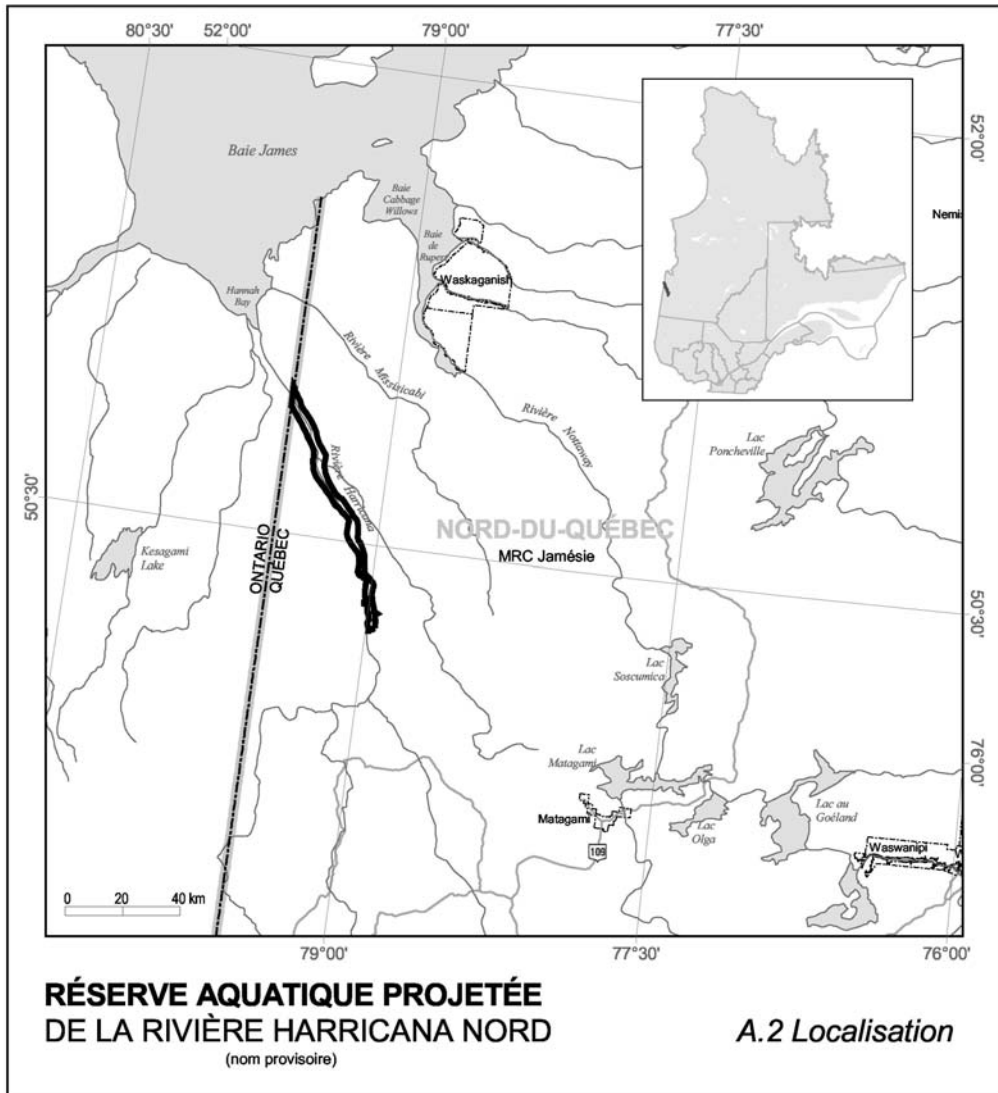 80°30'
52°00'
79°00'
77°30'
Baie James
52°00'
Baie
Cabbage
Willows
Nemis
Baie
de
Rupert
Waskaganish
Hannah
Bay
Rivière Missisicabi
Rivière Nottaway
Lac
Poncheville
Rivière Harricana
50°30'
NORD-DU-QUÉBEC
MRC Jamésie
Kesagami
Lake
ONTARIO
QUÉBEC
50°30'
Lac
Soscumica
Lac
Matagami
76°00'
Matagami
Lac
Olga
Lac au
Goéland
109
Waswanipi
0 20 40 km
79°00'
77°30'
76°00'
RÉSERVE AQUATIQUE PROJETÉE
DE LA RIVIÈRE HARRICANA NORD
(nom provisoire)
A.2 Localisation